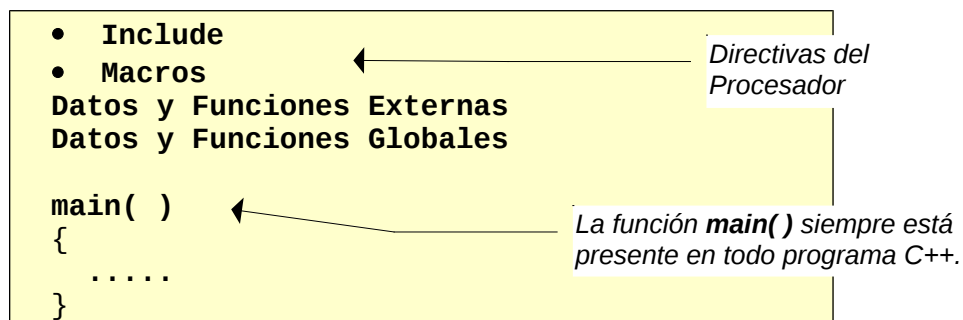 • Include
• Macros
Directivas del
Procesador
Datos y Funciones Externas
Datos y Funciones Globales
main( )
La función main( ) siempre está
presente en todo programa C++.
{
.....
}